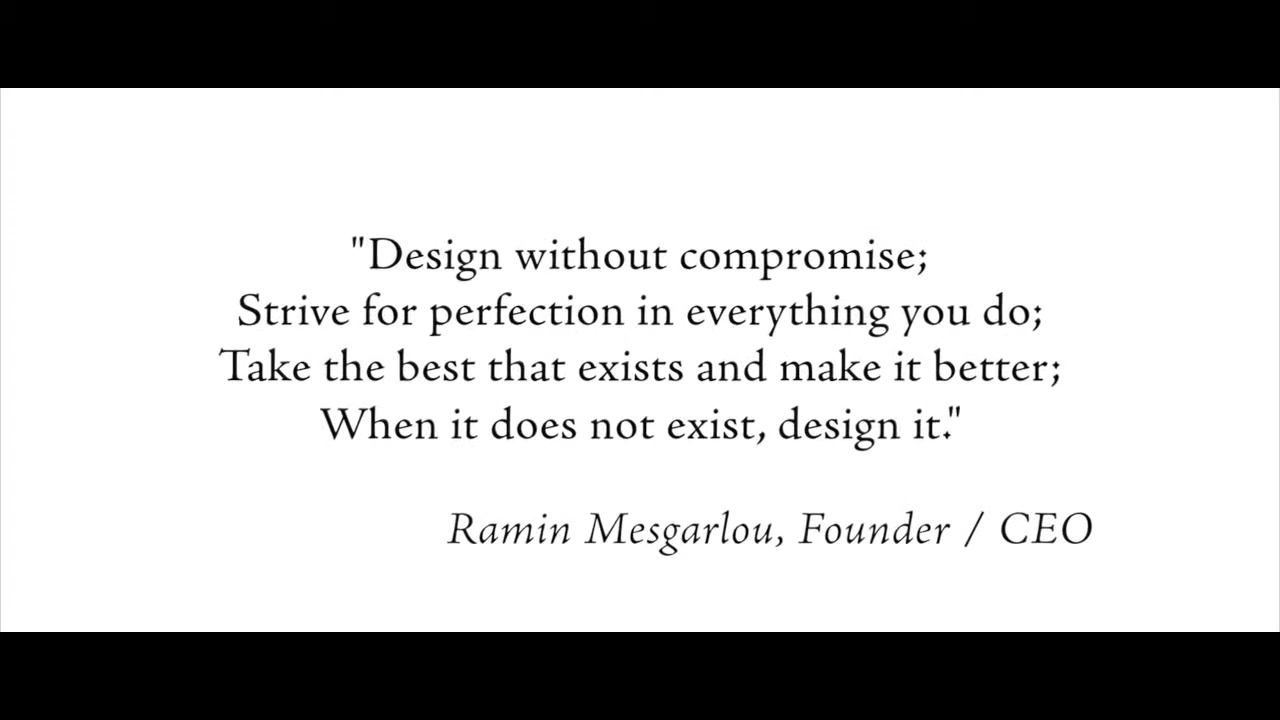 "Design without compromise;
Strive for perfection in everything you do;
Take the best that exists and make it better;
When it does not exist, design it."
Ramin Mesgarlou, Founder / CEO